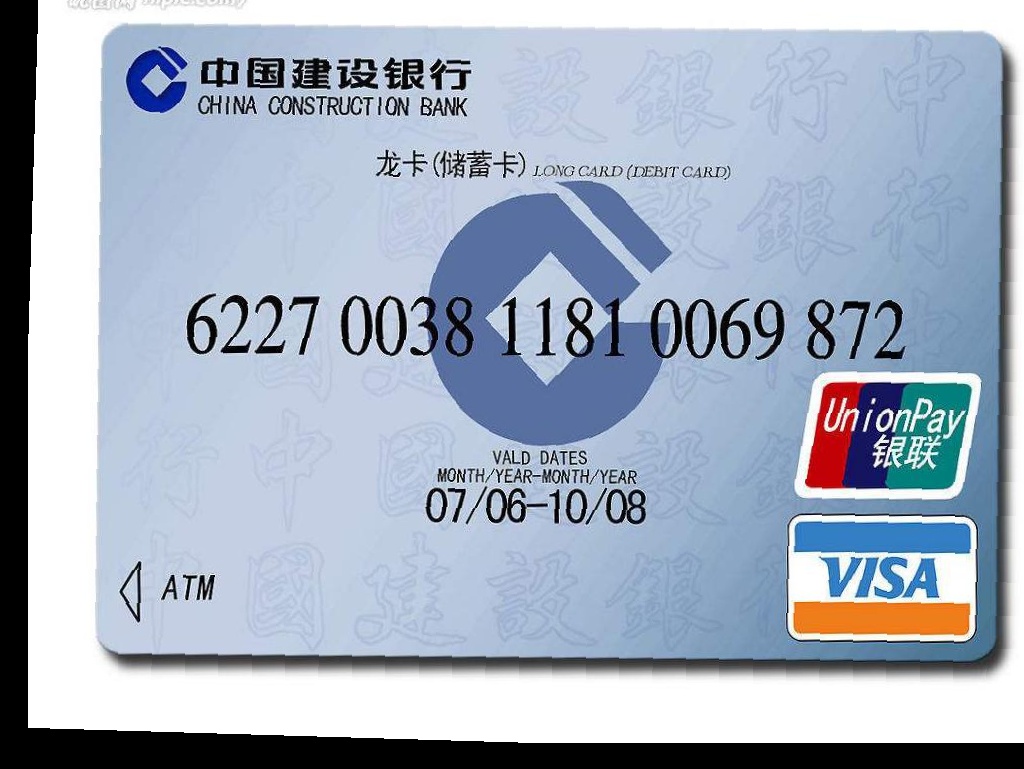 中国建设银行
CHINA CONSTRUCTION BANK
龙卡(储蓄卡) LONG CARD (DEBIT CARD)
6227 0038 1181 0069 872
UnionPay
银联
VALD DATES
MONTH/YEAR-MONTH/YEAR
07/06-10/08
VISA
ATM